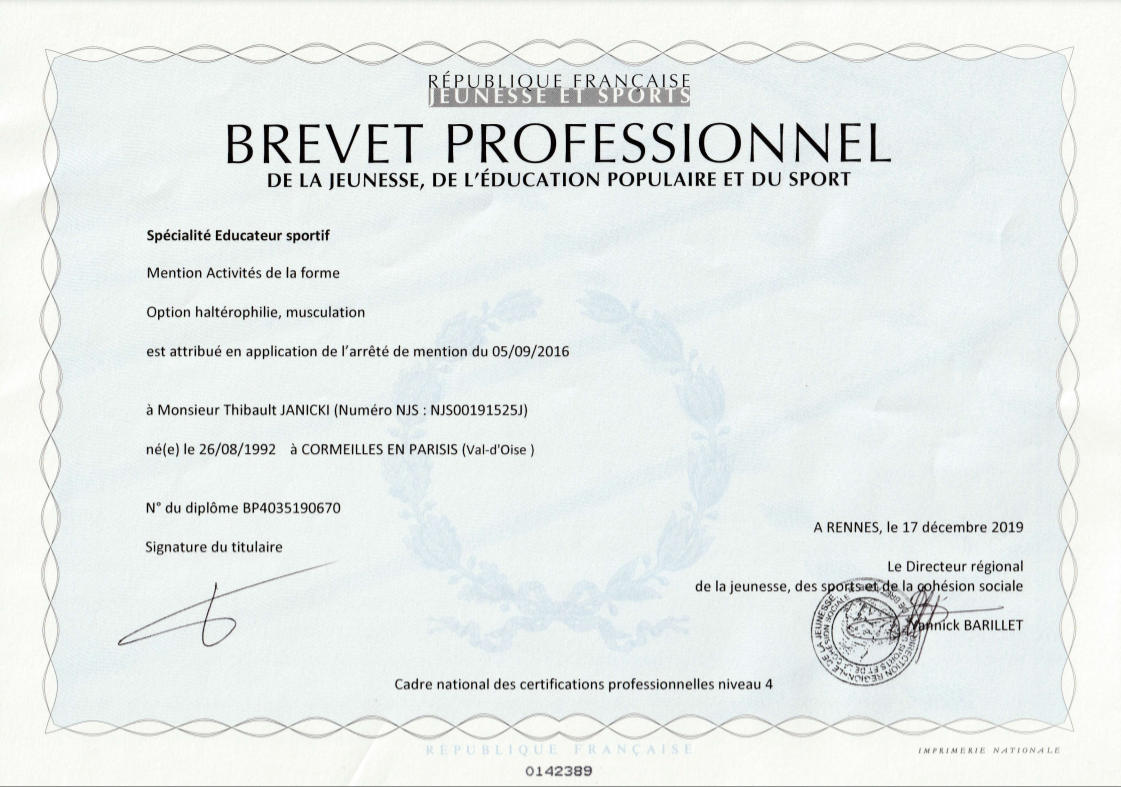 RÉPUBLIQUE FRANÇAISE
JEUNESSE ET SPORTS
BREVET PROFESSIONNEL
DE LA JEUNESSE, DE L'ÉDUCATION POPULAIRE ET DU SPORT
Spécialité Educateur sportif
Mention Activités de la forme
Option haltérophilie, musculation
est attribué en application de l'arrêté de mention du 05/09/2016
à Monsieur Thibault JANICKI (Numéro NJS : NJS00191525J)
né(e) le 26/08/1992 à CORMEILLES EN PARISIS (Val-d'Oise )
N° du diplôme BP4035190670
Signature du titulaire
A RENNES, le 17 décembre 2019
Le Directeur régional
de la jeunesse, des sports et de la cohésion sociale
Yannick BARILLET
Cadre national des certifications professionnelles niveau 4
RÉPUBLIQUE FRANÇAISE
IMPRIMERIE NATIONALE
0142389